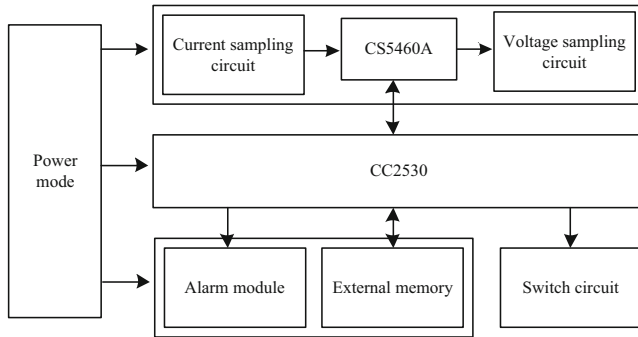 Current sampling
circuit
CS5460A
Voltage sampling
circuit
Power
mode
CC2530
Alarm module
External memory
Switch circuit